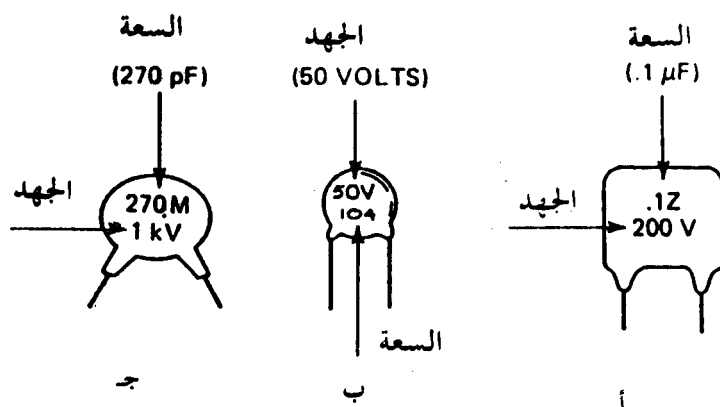 السعة
(.1 µF)
الجهد
.1Z
200 V
أ
الجهد
(50 VOLTS)
50V
104
السعة
ب
السعة
(270 pF)
الجهد
270M
1 kV
جـ